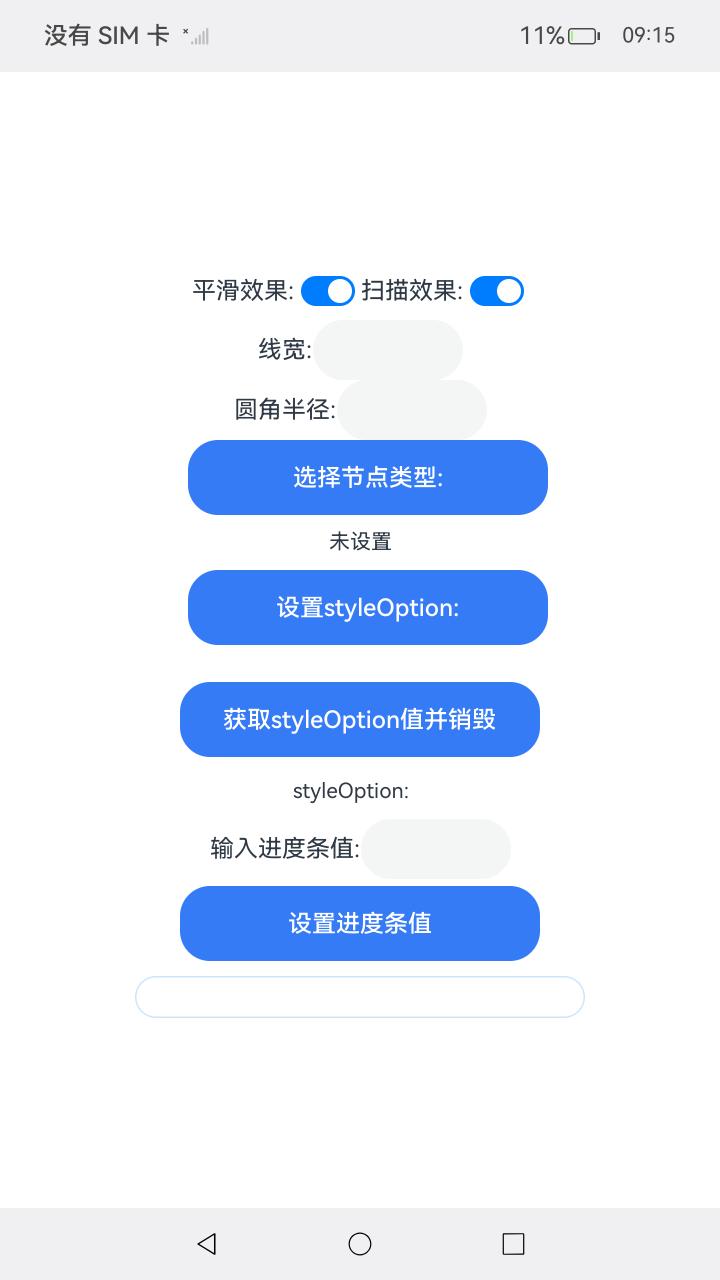 没有 SIM 卡 11% 09:15
平滑效果: 扫描效果:
线宽:
圆角半径:
选择节点类型:
未设置
设置styleOption:
获取styleOption值并销毁
styleOption:
输入进度条值:
设置进度条值